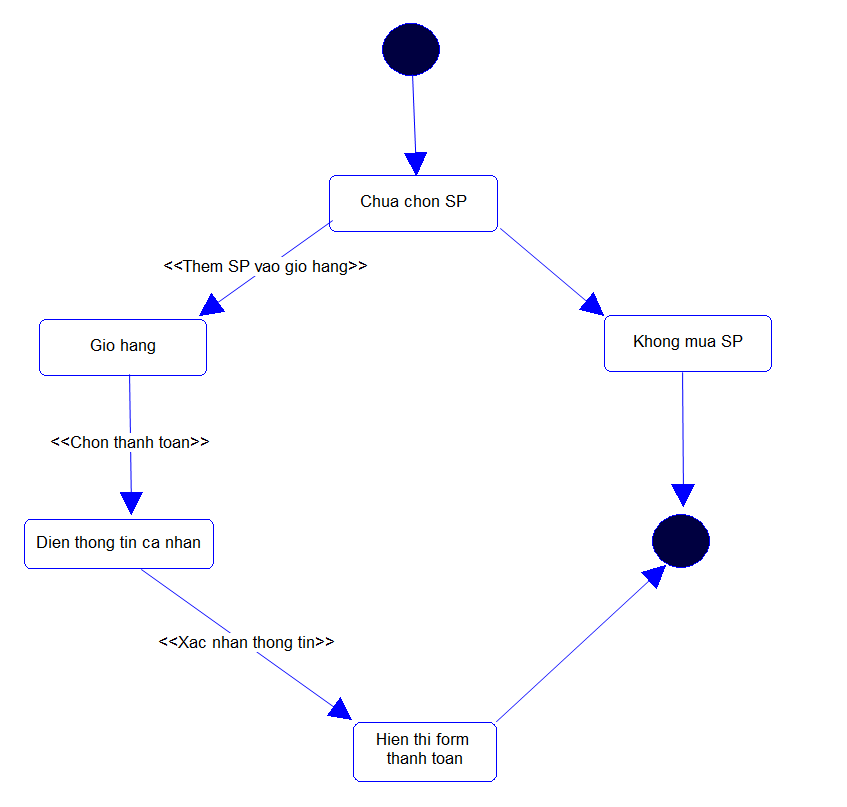 Chua chon SP
<<Them SP vao gio hang>>
Gio hang
Khong mua SP
<<Chon thanh toan>>
Dien thong tin ca nhan
<<Xac nhan thong tin>>
Hien thi form
thanh toan